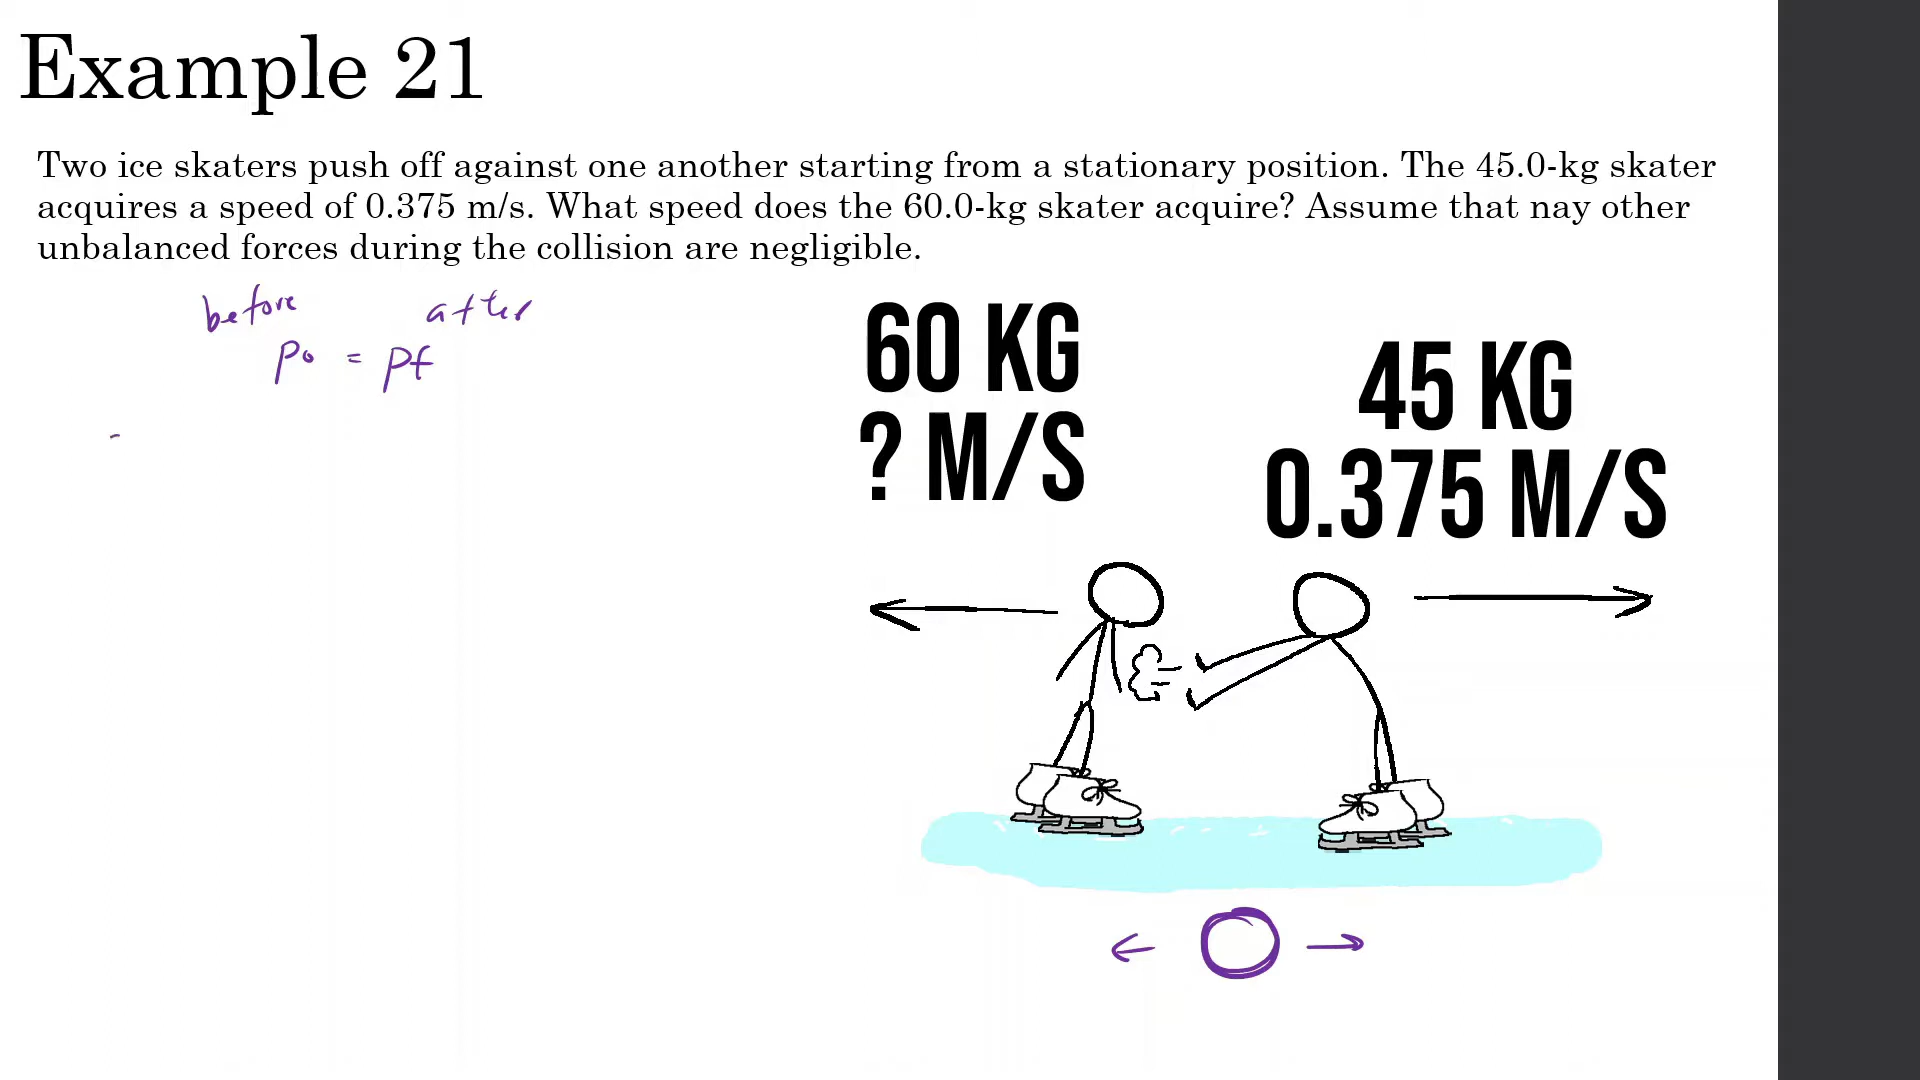 Example 21
Two ice skaters push off against one another starting from a stationary position. The 45.0-kg skater
acquires a speed of 0.375 m/s. What speed does the 60.0-kg skater acquire? Assume that nay other
unbalanced forces during the collision are negligible.
before after
po = pf
60 KG
? M/S
45 KG
0.375 M/S